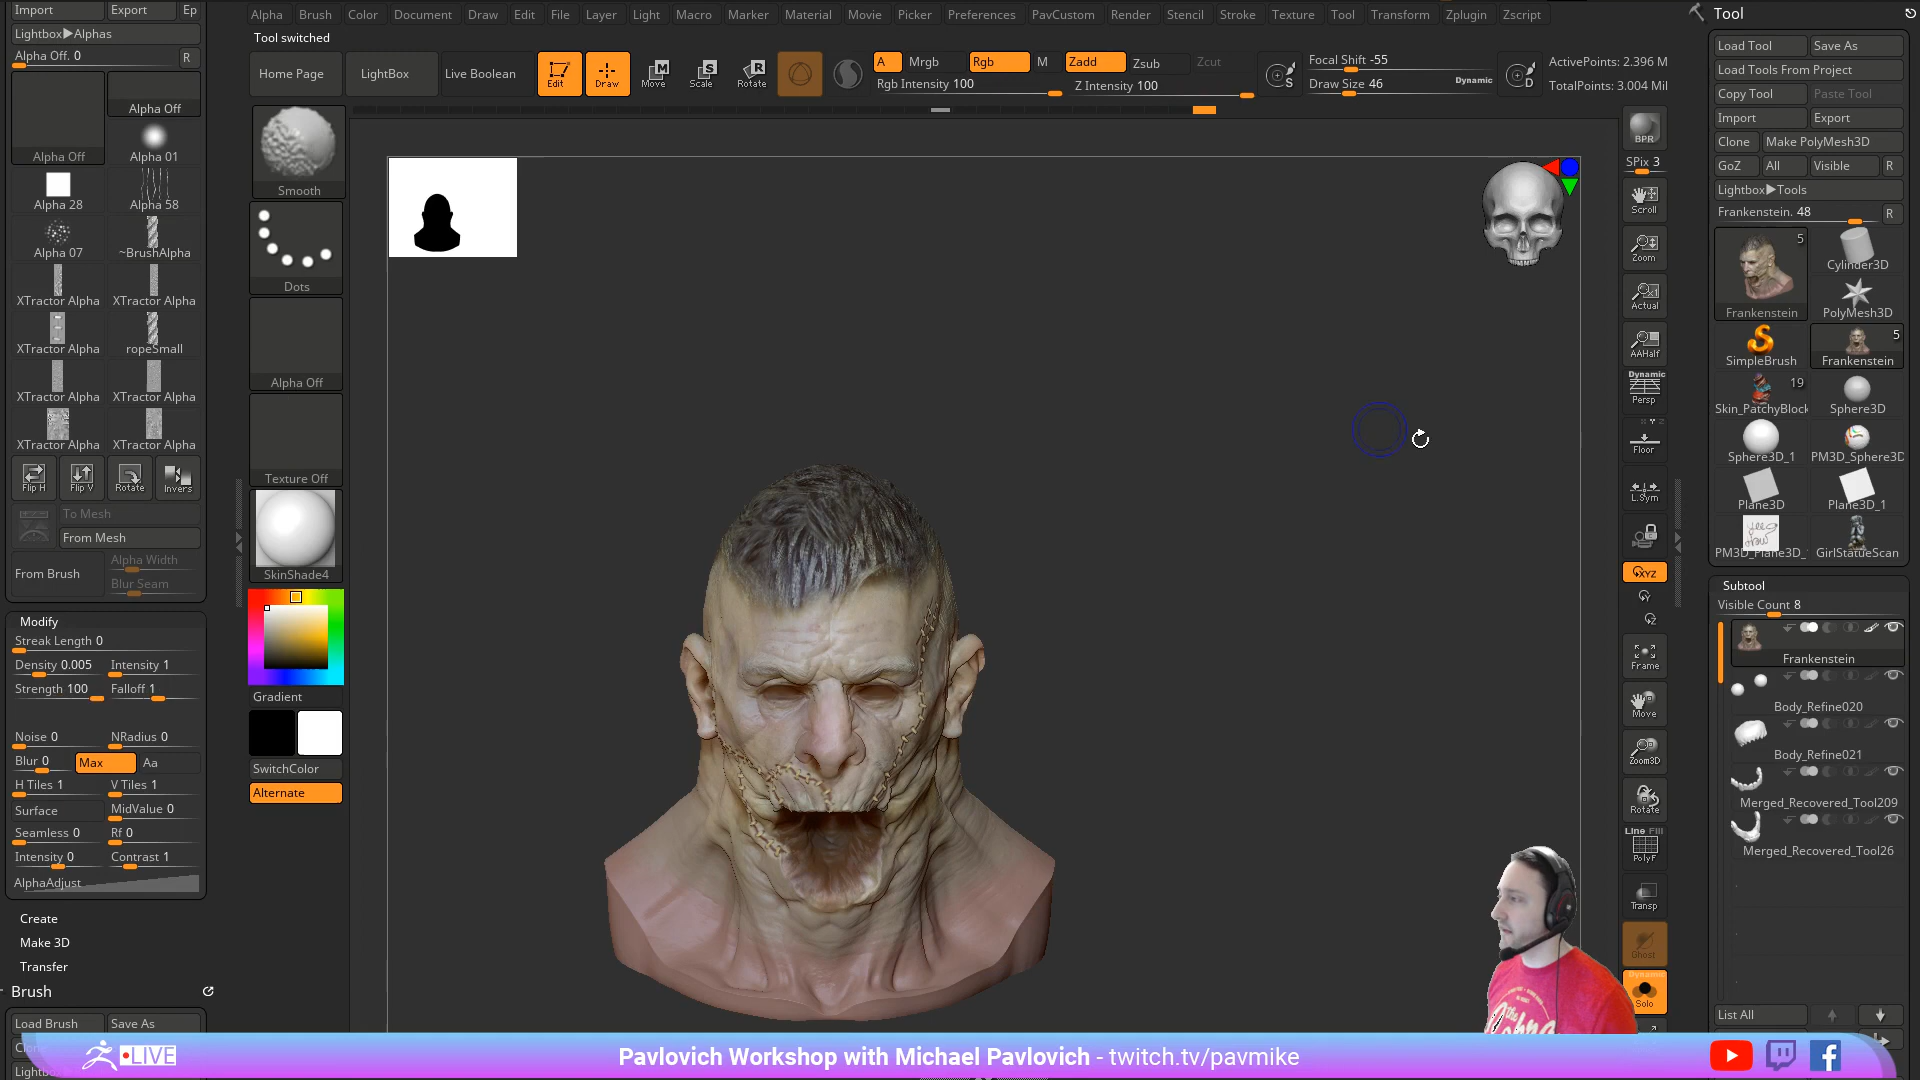 Import Export Ep
Lightbox▶Alphas
Alpha Off. 0 R
Alpha Off
Alpha Off
Alpha 01
Alpha 28 Alpha 58
Alpha 07 ~BrushAlpha
XTractor Alpha XTractor Alpha
XTractor Alpha ropeSmall
XTractor Alpha XTractor Alpha
XTractor Alpha XTractor Alpha
Flip H Flip V Rotate Invers
To Mesh
From Mesh
From Brush
Alpha Width
Blur Seam
Modify
Streak Length 0
Density 0.005 Intensity 1
Strength 100 Falloff 1
Noise 0 NRadius 0
Blur 0 Max Aa
H Tiles 1 V Tiles 1
Surface MidValue 0
Seamless 0 Rf 0
Intensity 0 Contrast 1
AlphaAdjust
Create
Make 3D
Transfer
Brush
Load Brush Save As
Alpha Brush Color Document Draw Edit File Layer Light Macro Marker Material Movie Picker Preferences PavCustom Render Stencil Stroke Texture Tool Transform Zplugin Zscript
Tool switched
Home Page LightBox Live Boolean
Edit Draw Move Scale Rotate
A Mrgb Rgb M Zadd Zsub Zcut
Rgb Intensity 100 Z Intensity 100
S
Focal Shift -55
Draw Size 46 Dynamic
D
ActivePoints: 2.396 M
TotalPoints: 3.004 Mil
Smooth
Dots
Alpha Off
Texture Off
SkinShade4
Gradient
SwitchColor
Alternate
BPR
SPix 3
Scroll
Zoom
Actual
AAHalf
Dynamic
Persp
Floor
L.Sym
XYZ
Frame
Move
Zoom3D
Rotate
Line Fill
PolyF
Transp
Ghost
Dynamic
Solo
Tool
Load Tool Save As
Load Tools From Project
Copy Tool Paste Tool
Import Export
Clone Make PolyMesh3D
GoZ All Visible R
Lightbox▶Tools
Frankenstein. 48 R
5
Frankenstein
Cylinder3D
PolyMesh3D
SimpleBrush
5
Frankenstein
19
Skin_PatchyBlock Sphere3D
Sphere3D_1 PM3D_Sphere3D
Plane3D Plane3D_1
PM3D_Plane3D_ GirlStatueScan
Subtool
Visible Count 8
Frankenstein
Body_Refine020
Body_Refine021
Merged_Recovered_Tool209
Merged_Recovered_Tool26
List All
LIVE
Pavlovich Workshop with Michael Pavlovich - twitch.tv/pavmike